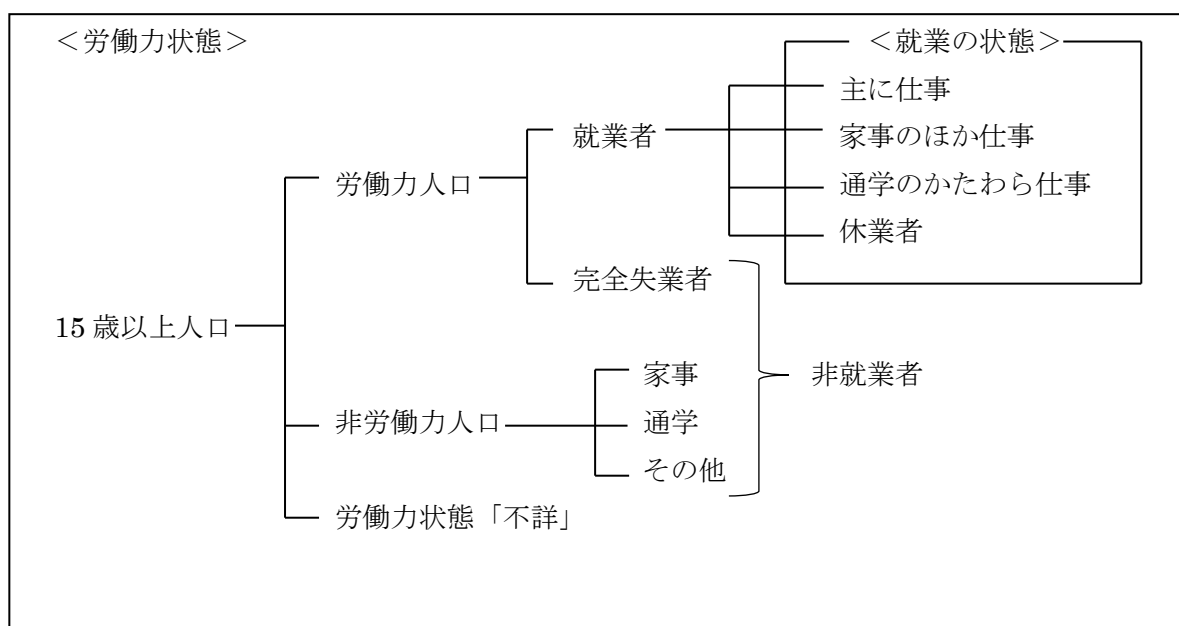 ＜労働力状態＞
＜就業の状態＞
主に仕事
就業者
家事のほか仕事
労働力人口
通学のかたわら仕事
休業者
完全失業者
15歳以上人口
家事
非就業者
非労働力人口
通学
その他
労働力状態「不詳」